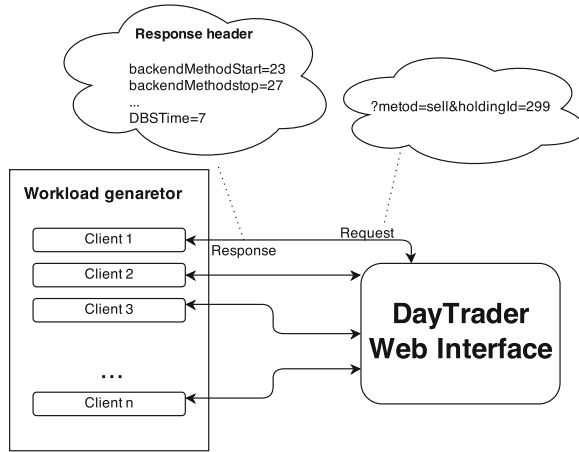 Response header
backendMethodStart=23
backendMethodstop=27
...
DBSTime=7
?metod=sell&holdingId=299
Workload genaretor
Client 1
Client 2
Client 3
...
Client n
Response
Request
DayTrader
Web Interface